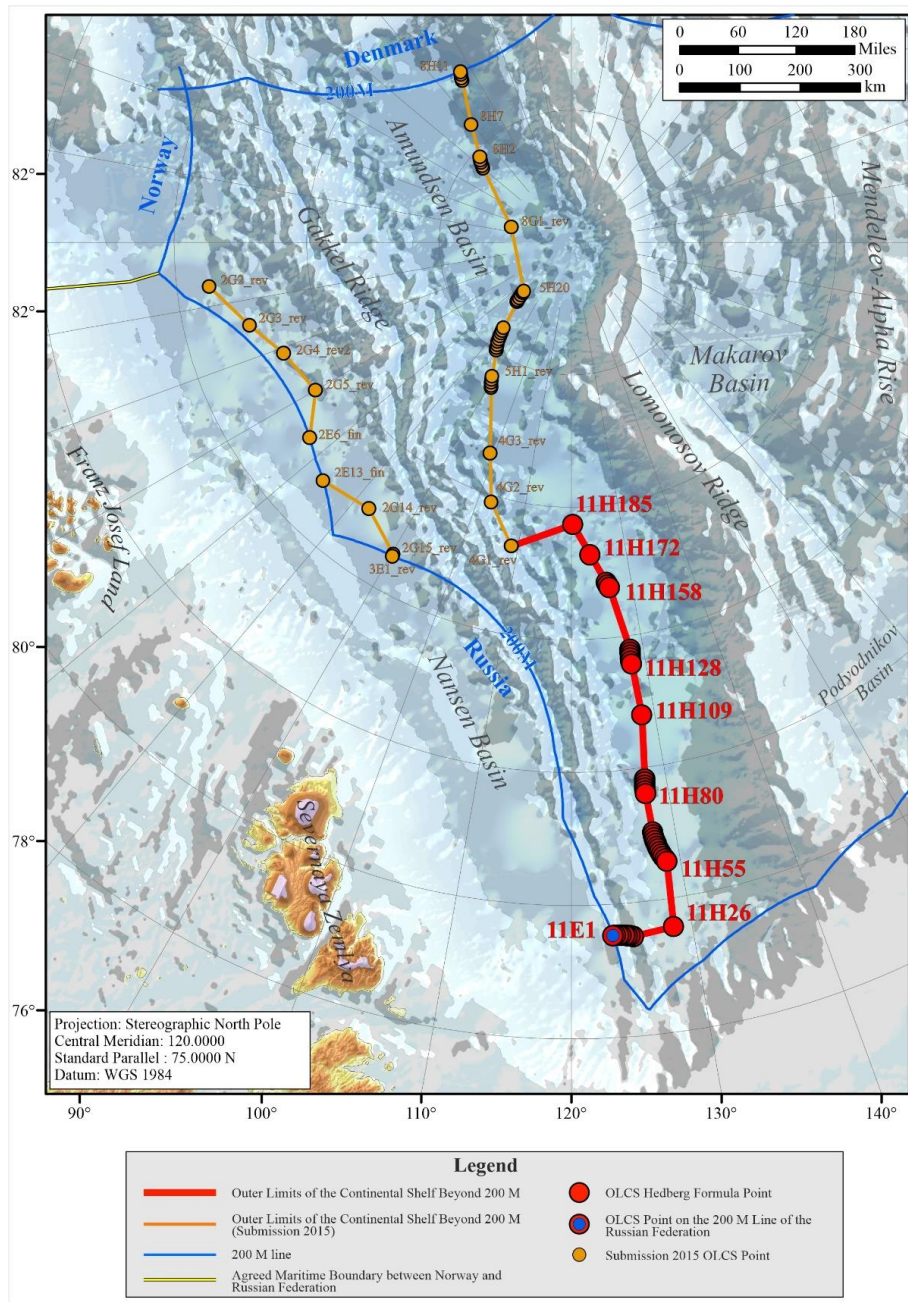 Denmark
200M
Norway
Amundsen
Basin
Gakkel Ridge
Mendeleev-Alpha Rise
Makarov
Basin
Lomonosov Ridge
Podvodnikov
Basin
Franz Josef Land
Nansen Basin
Russia
200M
Severnaya Zemlya
0 60 120 180
Miles
0 100 200 300
km
8H11
8H7
8H2
8G1_rev
5H20
5H1_rev
4G3_rev
4G2_rev
4G1_rev
2G2_rev
2G3_rev
2G4_rev2
2G5_rev
2E6_fin
2E13_fin
2G14_rev
2G15_rev
3E1_rev
11H185
11H172
11H158
11H128
11H109
11H80
11H55
11H26
11E1
82°
82°
80°
78°
76°
Projection: Stereographic North Pole
Central Meridian: 120.0000
Standard Parallel : 75.0000 N
Datum: WGS 1984
90° 100° 110° 120° 130° 140°
Legend
Outer Limits of the Continental Shelf Beyond 200 M
Outer Limits of the Continental Shelf Beyond 200 M
(Submission 2015)
200 M line
Agreed Maritime Boundary between Norway and
Russian Federation
OLCS Hedberg Formula Point
OLCS Point on the 200 M Line of the
Russian Federation
Submission 2015 OLCS Point